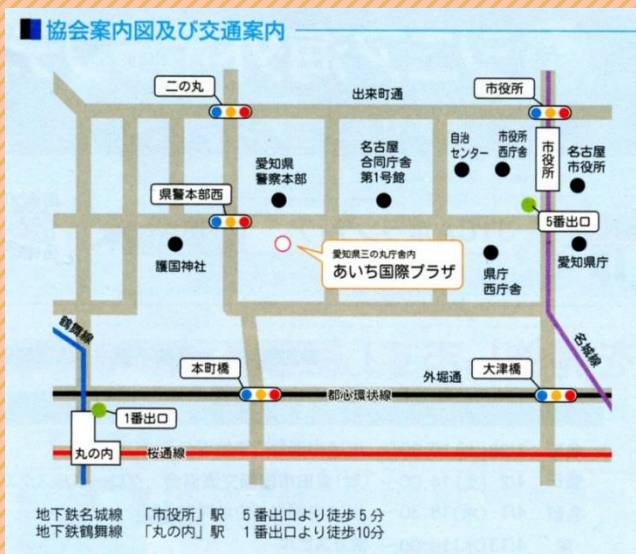 協会案内図及び交通案内
二の丸
出来町通
市役所
愛知県
警察本部
名古屋
合同庁舎
第1号館
自治
センター
市役所
西庁舎
市役所
名古屋
市役所
県警本部西
5番出口
護国神社
愛知県三の丸庁舎内
あいち国際プラザ
県庁
西庁舎
愛知県庁
鶴舞線
名城線
本町橋
外堀通
大津橋
都心環状線
1番出口
丸の内
桜通線
地下鉄名城線 「市役所」駅 5番出口より徒歩5分
地下鉄鶴舞線 「丸の内」駅 1番出口より徒歩10分